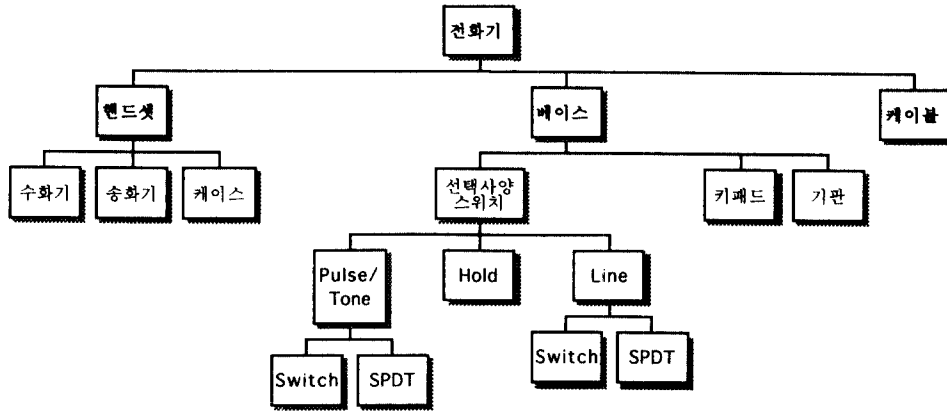 전화기
핸드셋
베이스
케이블
수화기
송화기
케이스
선택사양
스위치
키패드
기판
Pulse/
Tone
Hold
Line
Switch
SPDT
Switch
SPDT